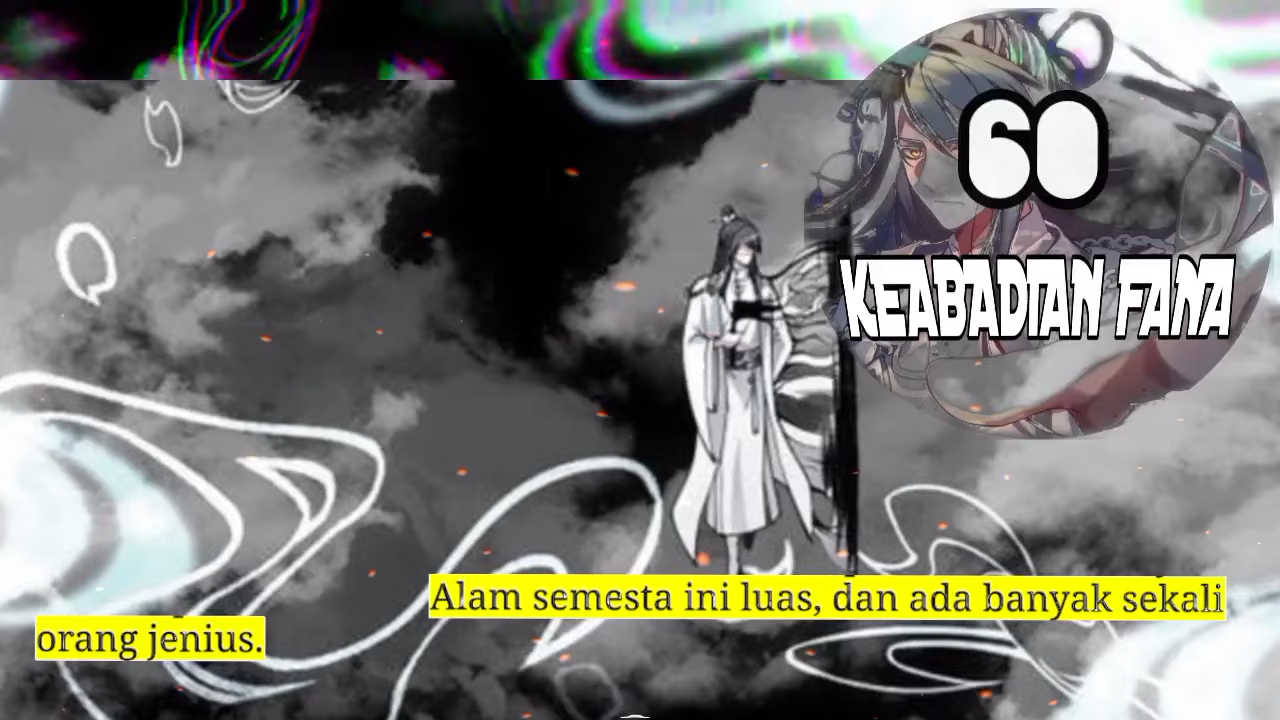 60
KEABADIAN FANA
Alam semesta ini luas, dan ada banyak sekali
orang jenius.